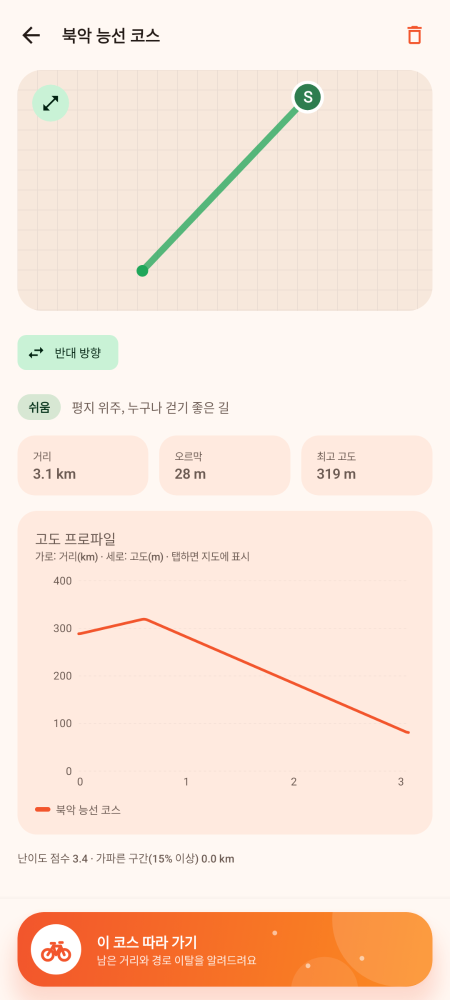 북악 능선 코스
S
반대 방향
쉬움 평지 위주, 누구나 걷기 좋은 길
거리 오르막 최고 고도
3.1 km 28 m 319 m
고도 프로파일
가로: 거리(km) · 세로: 고도(m) · 탭하면 지도에 표시
400
300
200
100
0
0 1 2 3
북악 능선 코스
난이도 점수 3.4 · 가파른 구간(15% 이상) 0.0 km
이 코스 따라 가기
남은 거리와 경로 이탈을 알려드려요